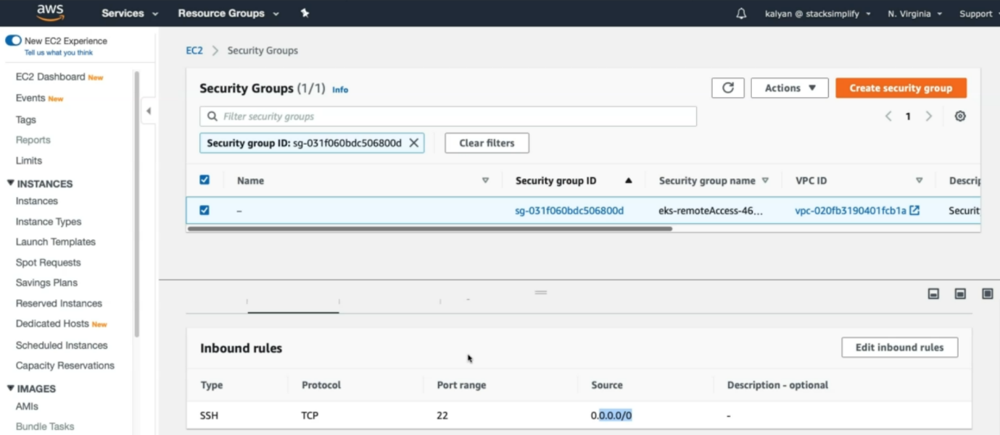 aws Services Resource Groups kalyan @ stacksimplify N. Virginia Support
New EC2 Experience
Tell us what you think
EC2 Dashboard New
Events New
Tags
Reports
Limits
INSTANCES
Instances
Instance Types
Launch Templates
Spot Requests
Savings Plans
Reserved Instances
Dedicated Hosts New
Scheduled Instances
Capacity Reservations
IMAGES
AMIs
Bundle Tasks
EC2 > Security Groups
Security Groups (1/1) Info
Actions
Create security group
Filter security groups
1
Security group ID: sg-031f060bdc506800d
Clear filters
Name Security group ID Security group name VPC ID Descrip
– sg-031f060bdc506800d eks-remoteAccess-46... vpc-020fb3190401fcb1a Securit
Inbound rules
Edit inbound rules
Type Protocol Port range Source Description - optional
SSH TCP 22 0.0.0.0/0 -